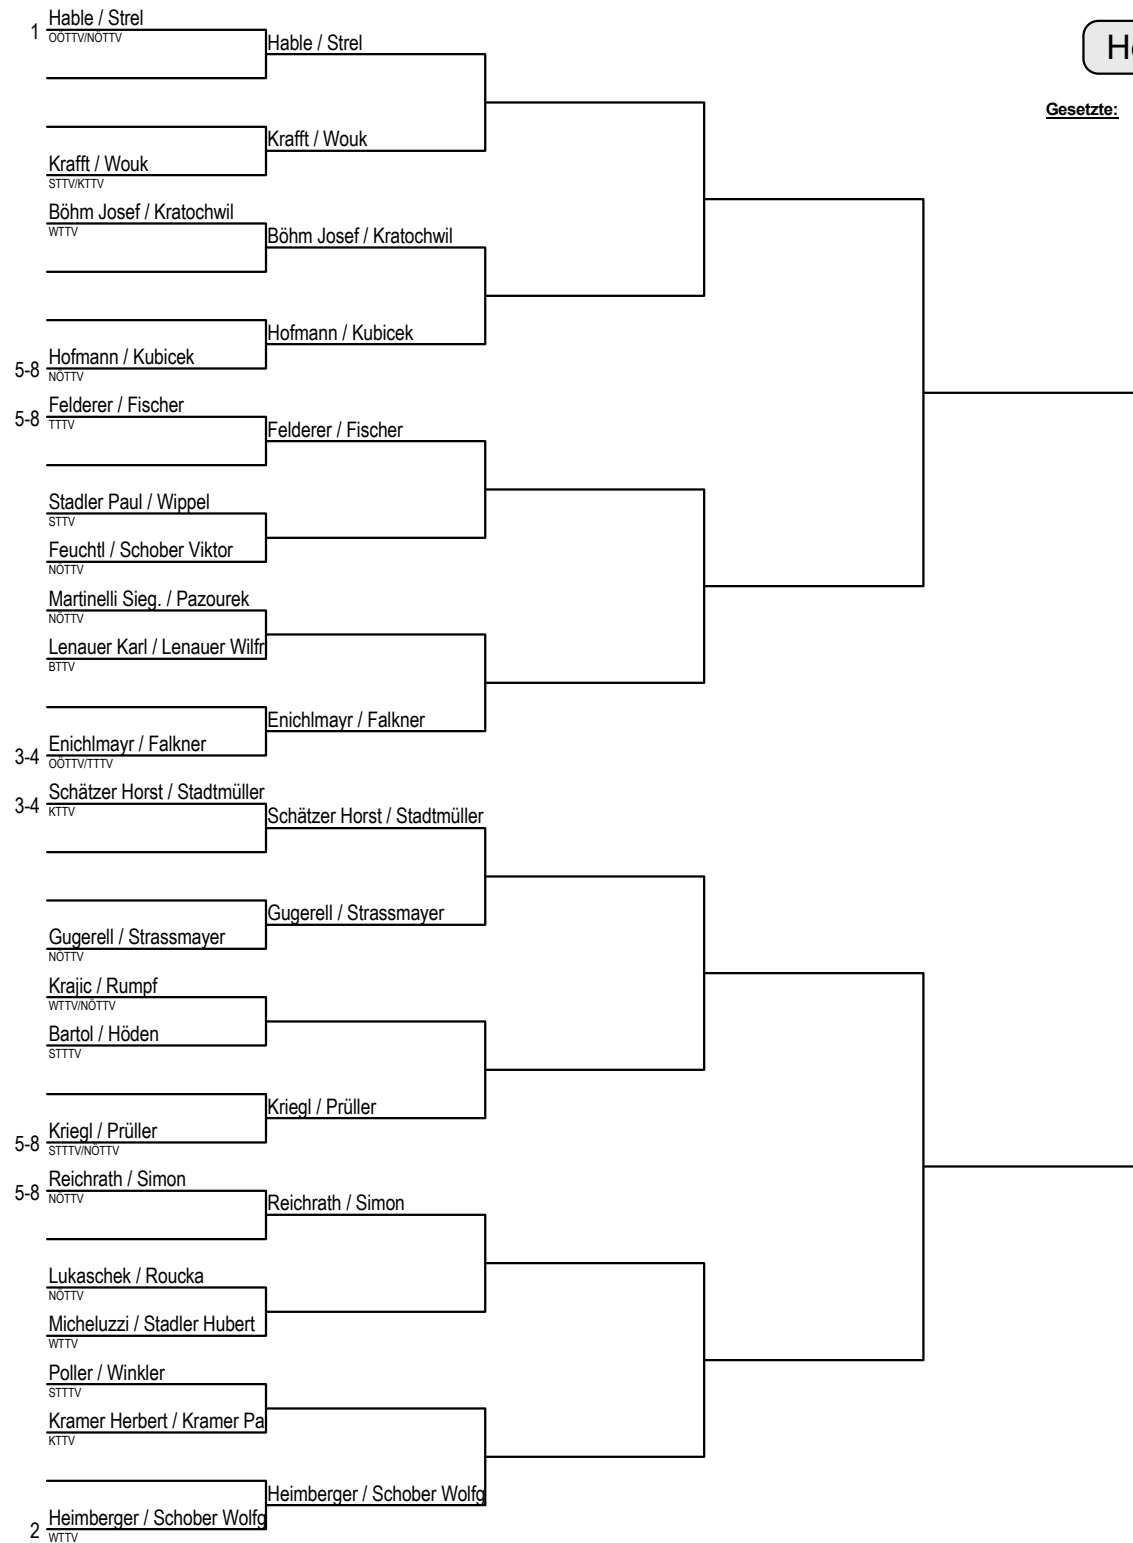 Hable / Strel
1
OÖTTV/NÖTTV
Hable / Strel
Gesetzte:
Krafft / Wouk
Krafft / Wouk
STTV/KTTV
Böhm Josef / Kratochwil
WTTV
Böhm Josef / Kratochwil
Hofmann / Kubicek
Hofmann / Kubicek
5-8
NÖTTV
Felderer / Fischer
5-8
TTTV
Felderer / Fischer
Stadler Paul / Wippel
STTV
Feuchtl / Schober Viktor
NÖTTV
Martinelli Sieg. / Pazourek
NÖTTV
Lenauer Karl / Lenauer Wilfr
BTTV
Enichlmayr / Falkner
Enichlmayr / Falkner
3-4
OÖTTV/TTTV
Schätzer Horst / Stadtmüller
3-4
KTTV
Schätzer Horst / Stadtmüller
Gugerell / Strassmayer
Gugerell / Strassmayer
NÖTTV
Krajic / Rumpf
WTTV/NÖTTV
Bartol / Höden
STTTV
Kriegl / Prüller
Kriegl / Prüller
5-8
STTTV/NÖTTV
Reichrath / Simon
5-8
NÖTTV
Reichrath / Simon
Lukaschek / Roucka
NÖTTV
Micheluzzi / Stadler Hubert
WTTV
Poller / Winkler
STTTV
Kramer Herbert / Kramer Pa
KTTV
Heimberger / Schober Wolfg
Heimberger / Schober Wolfg
2
WTTV